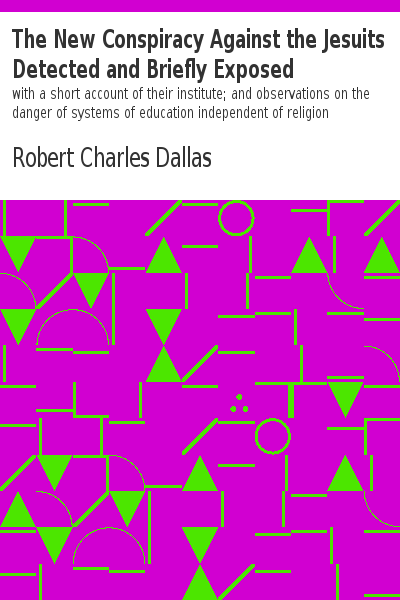 The New Conspiracy Against the Jesuits
Detected and Briefly Exposed
with a short account of their institute; and observations on the
danger of systems of education independent of religion
Robert Charles Dallas